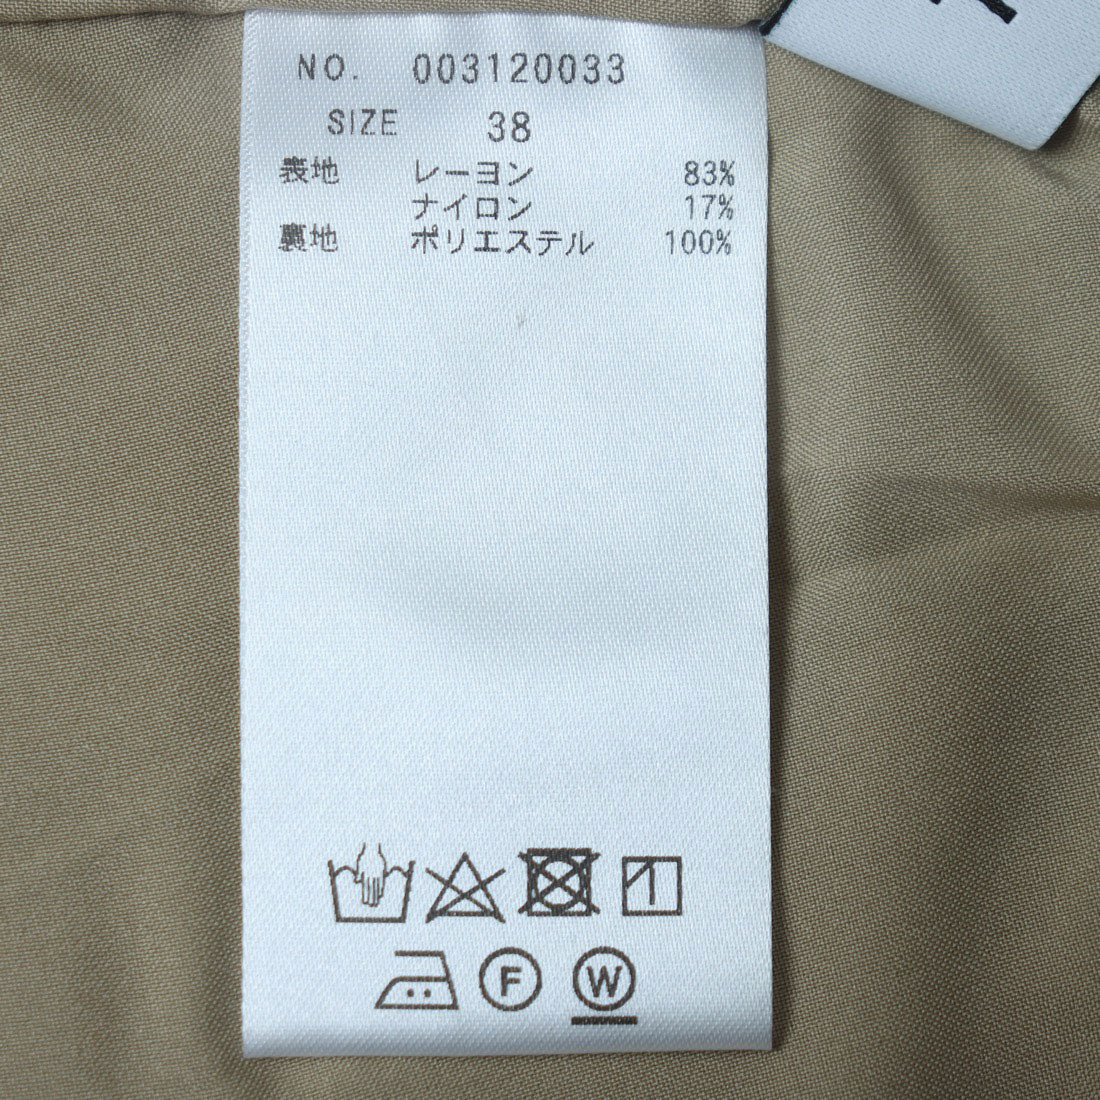 NO. 003120033
SIZE 38
表地 レーヨン 83%
ナイロン 17%
裏地 ポリエステル 100%
F W